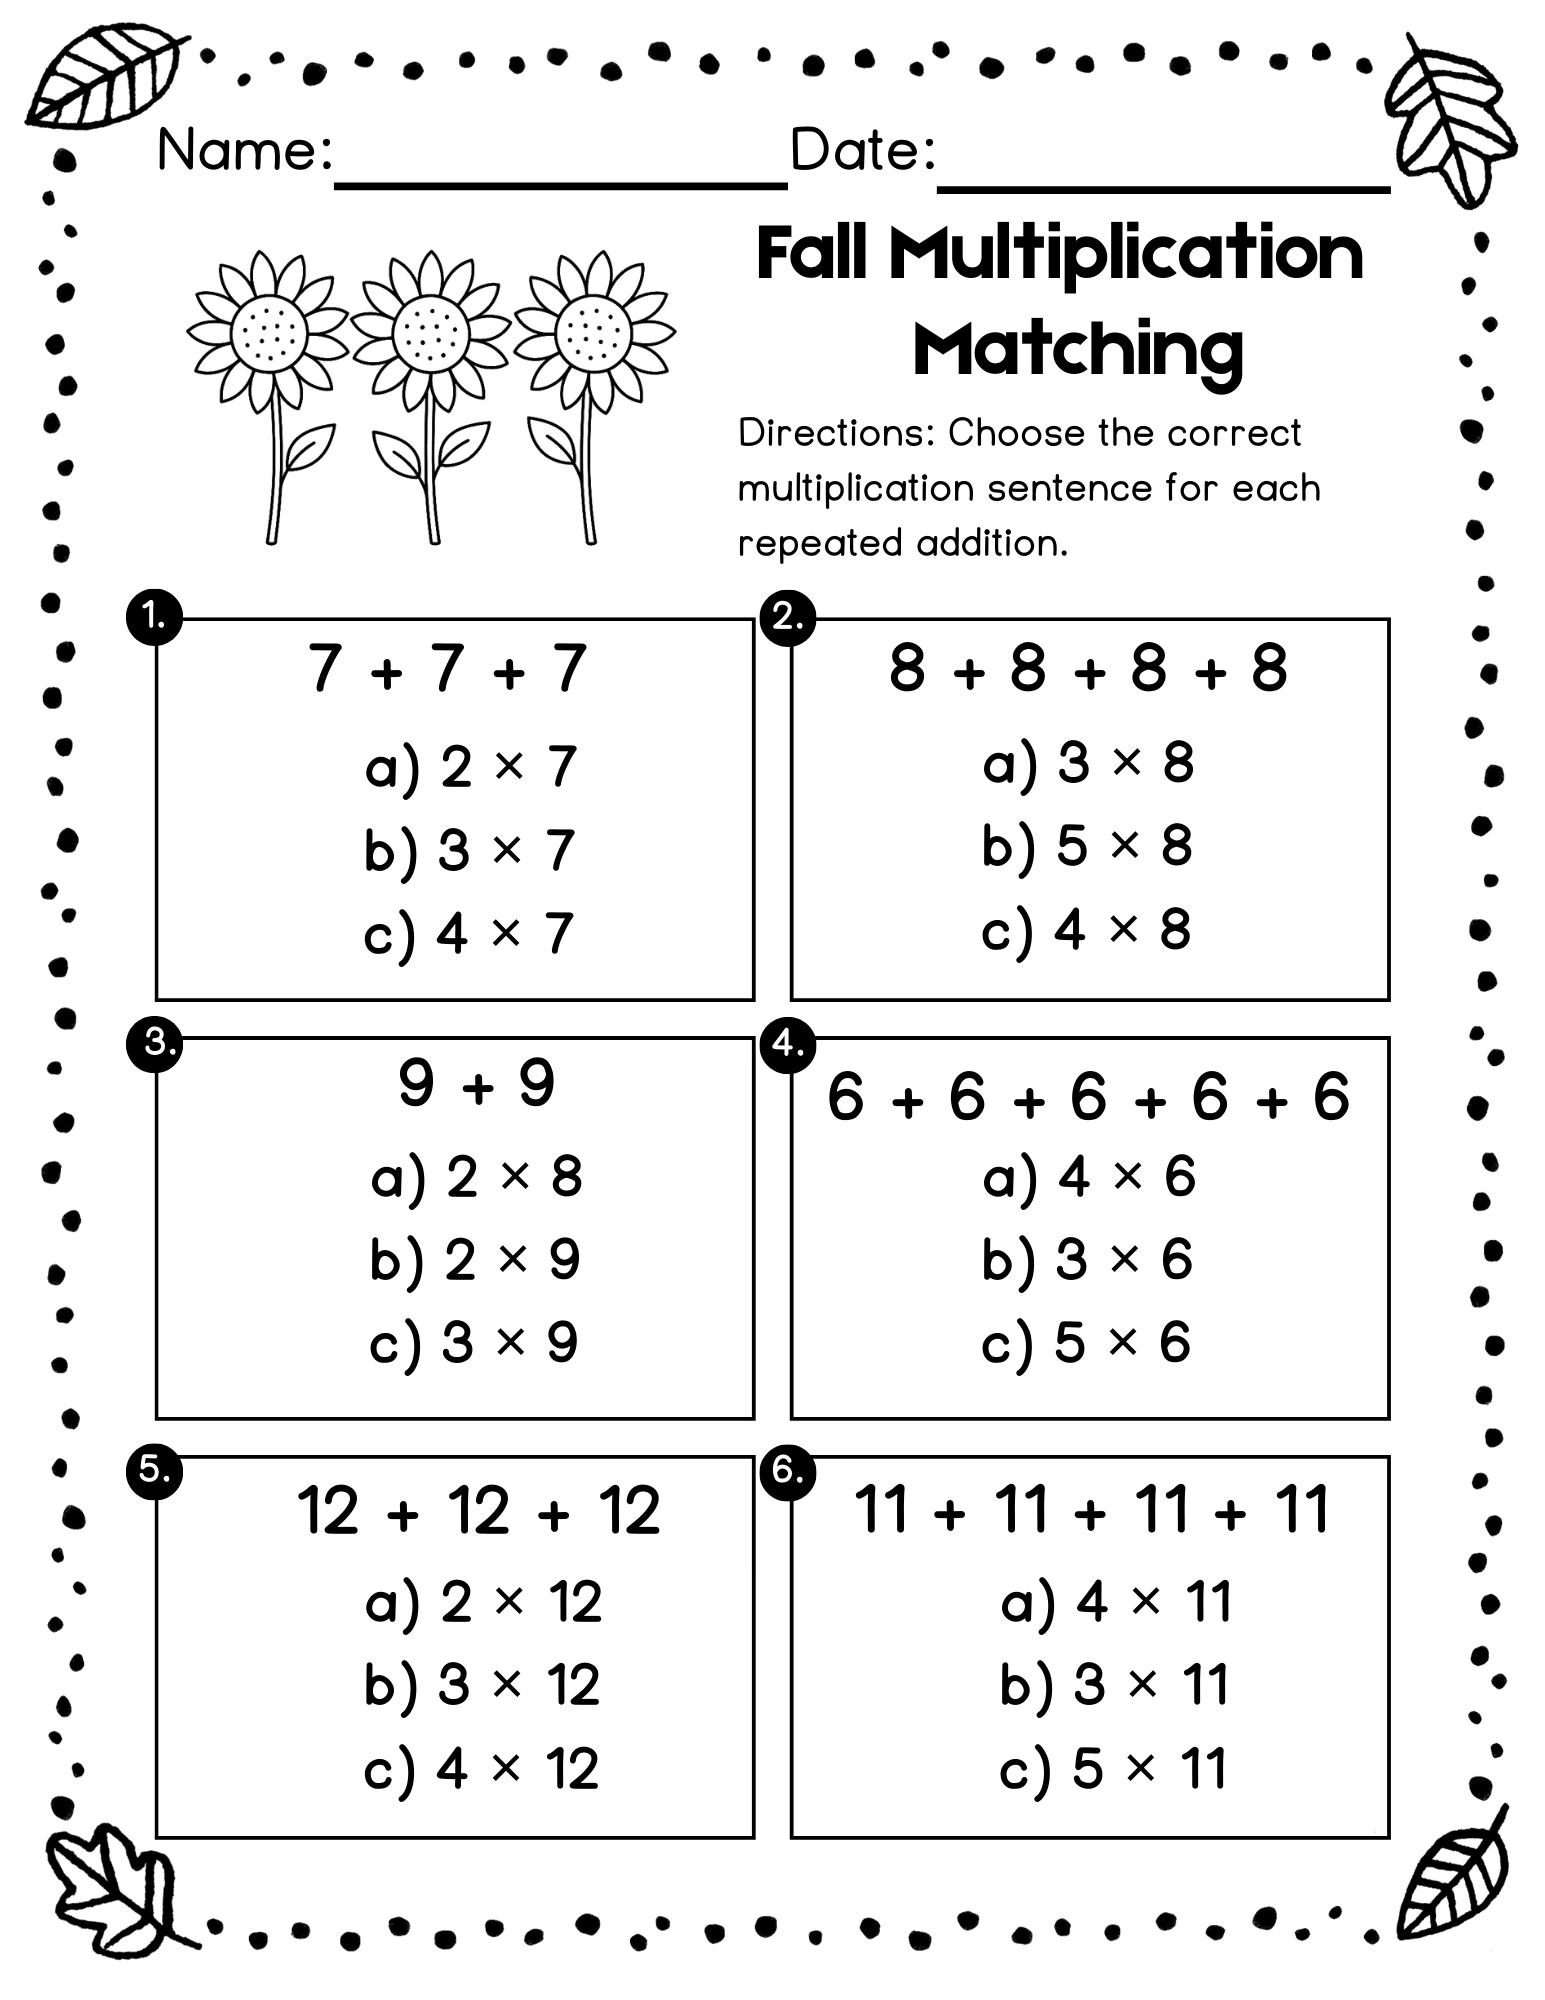 Name: Date:
Fall Multiplication
Matching
Directions: Choose the correct
multiplication sentence for each
repeated addition.
1.
7 + 7 + 7
a) 2 × 7
b) 3 × 7
c) 4 × 7
2.
8 + 8 + 8 + 8
a) 3 × 8
b) 5 × 8
c) 4 × 8
3.
9 + 9
a) 2 × 8
b) 2 × 9
c) 3 × 9
4.
6 + 6 + 6 + 6 + 6
a) 4 × 6
b) 3 × 6
c) 5 × 6
5.
12 + 12 + 12
a) 2 × 12
b) 3 × 12
c) 4 × 12
6.
11 + 11 + 11 + 11
a) 4 × 11
b) 3 × 11
c) 5 × 11